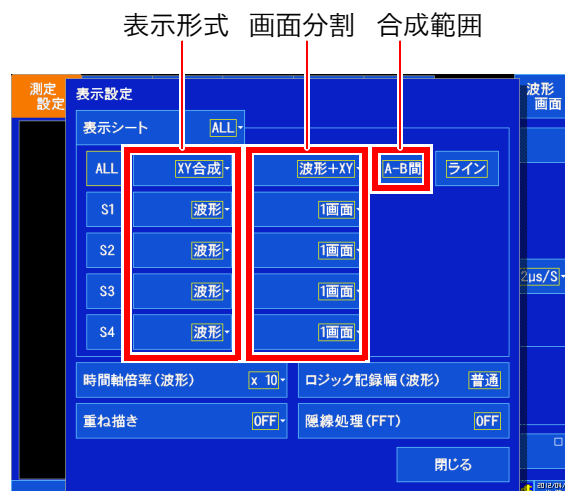 表示形式 画面分割 合成範囲
測定
設定
表示設定
波形
画面
表示シート ALL
ALL XY合成 波形+XY A-B間 ライン
S1 波形 1画面
S2 波形 1画面
2μs/S
S3 波形 1画面
S4 波形 1画面
時間軸倍率(波形) x 10 ロジック記録幅(波形) 普通
重ね描き OFF 隠線処理(FFT) OFF
閉じる